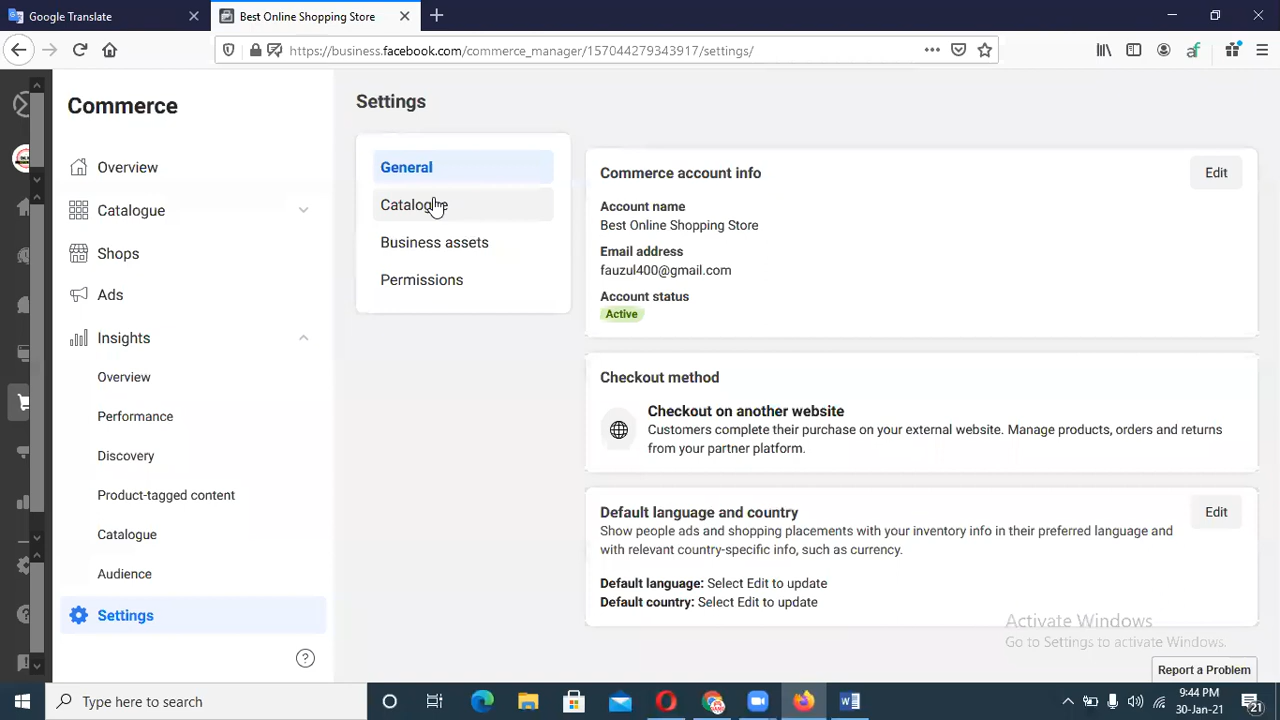 Google Translate
Best Online Shopping Store
https://business.facebook.com/commerce_manager/157044279343917/settings/
Commerce
Overview
Catalogue
Shops
Ads
Insights
Overview
Performance
Discovery
Product-tagged content
Catalogue
Audience
Settings
Settings
General
Catalogue
Business assets
Permissions
Commerce account info
Edit
Account name
Best Online Shopping Store
Email address
fauzul400@gmail.com
Account status
Active
Checkout method
Checkout on another website
Customers complete their purchase on your external website. Manage products, orders and returns
from your partner platform.
Default language and country
Edit
Show people ads and shopping placements with your inventory info in their preferred language and
with relevant country-specific info, such as currency.
Default language: Select Edit to update
Default country: Select Edit to update
Activate Windows
Go to Settings to activate Windows.
Report a Problem
Type here to search
9:44 PM
30-Jan-21
21